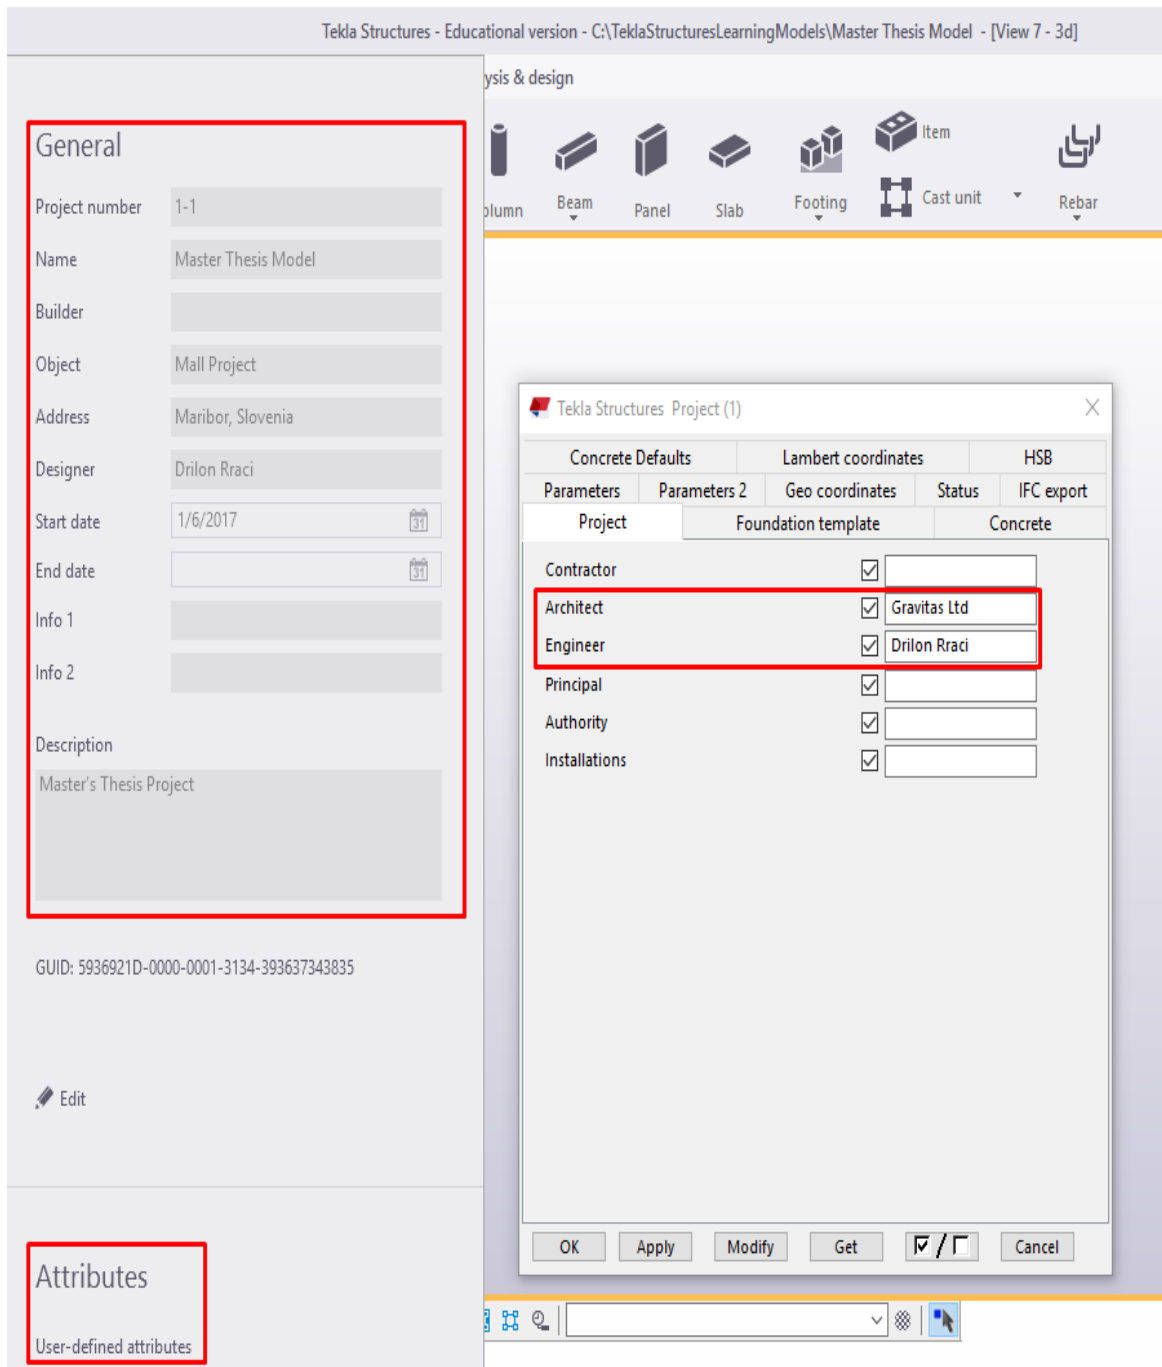 Tekla Structures - Educational version - C:\TeklaStructuresLearningModels\Master Thesis Model - [View 7 - 3d]
ysis & design
Item
Cast unit
olumn
Beam
Panel
Slab
Footing
Rebar
General
Project number 1-1
Name Master Thesis Model
Builder
Object Mall Project
Address Maribor, Slovenia
Designer Drilon Rraci
Start date 1/6/2017 31
End date 31
Info 1
Info 2
Description
Master's Thesis Project
GUID: 5936921D-0000-0001-3134-393637343835
Edit
Attributes
User-defined attributes
Tekla Structures Project (1)
Concrete Defaults Lambert coordinates HSB
Parameters Parameters 2 Geo coordinates Status IFC export
Project Foundation template Concrete
Contractor
Architect Gravitas Ltd
Engineer Drilon Rraci
Principal
Authority
Installations
OK Apply Modify Get / Cancel